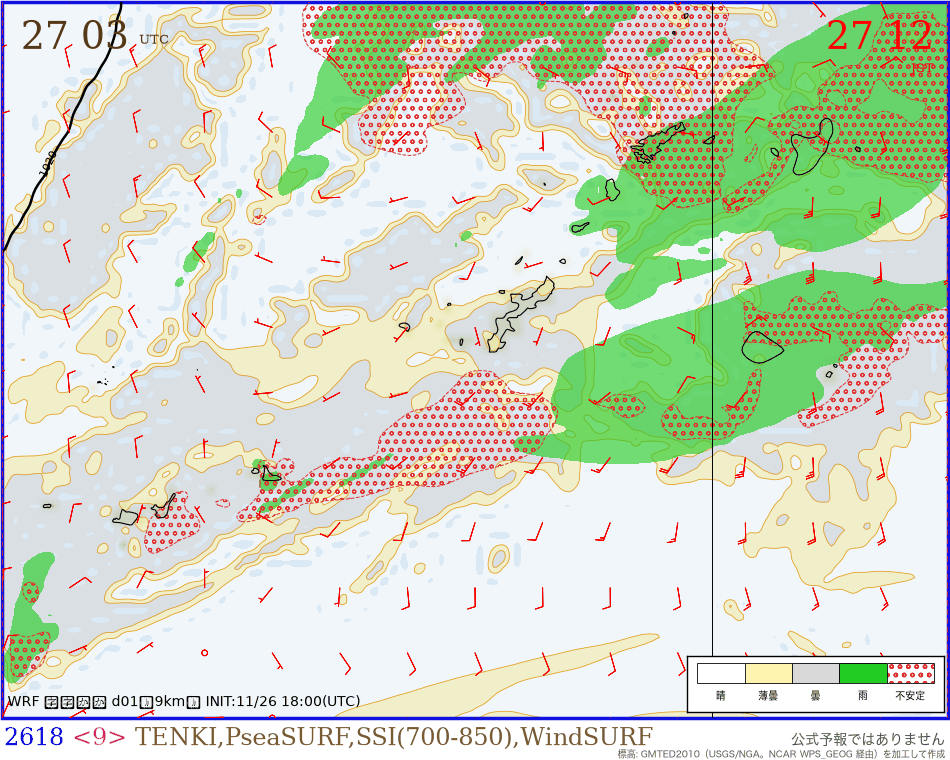 27 03 UTC
27 12
JST
1020
WRF d01 9km INIT:11/26 18:00(UTC)
晴 薄曇 曇 雨 不安定
2618 <9> TENKI,PseaSURF,SSI(700-850),WindSURF
公式予報ではありません
標高: GMTED2010（USGS/NGA。NCAR WPS_GEOG 経由）を加工して作成